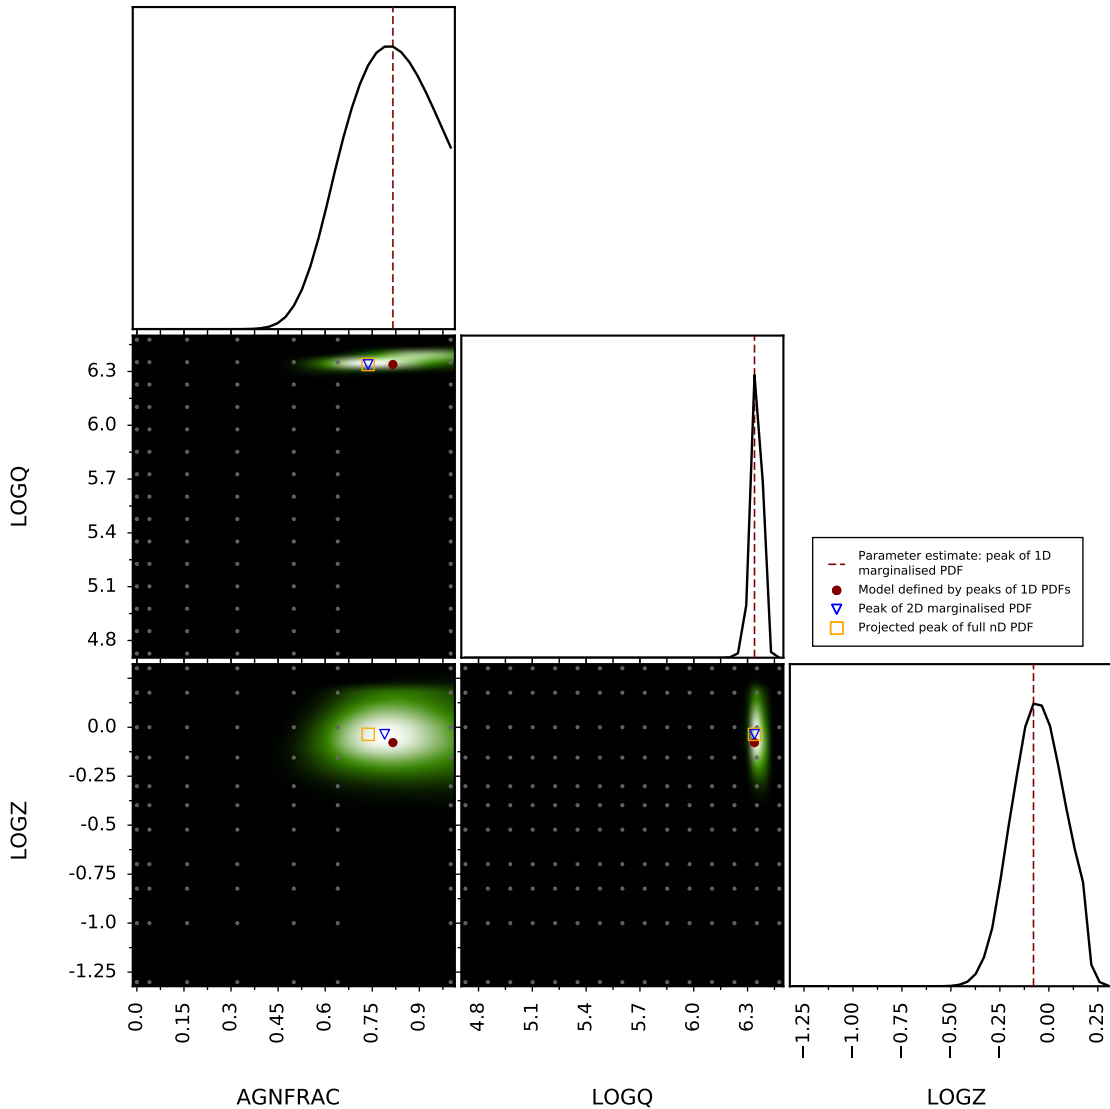 LOGQ
6.3
6.0
5.7
5.4
5.1
4.8
Parameter estimate: peak of 1D
marginalised PDF
Model defined by peaks of 1D PDFs
Peak of 2D marginalised PDF
Projected peak of full nD PDF
LOGZ
0.0
-0.25
-0.5
-0.75
-1.0
-1.25
0.0 0.15 0.3 0.45 0.6 0.75 0.9
4.8 5.1 5.4 5.7 6.0 6.3
−1.25 −1.00 −0.75 −0.50 −0.25 0.00 0.25
AGNFRAC LOGQ LOGZ